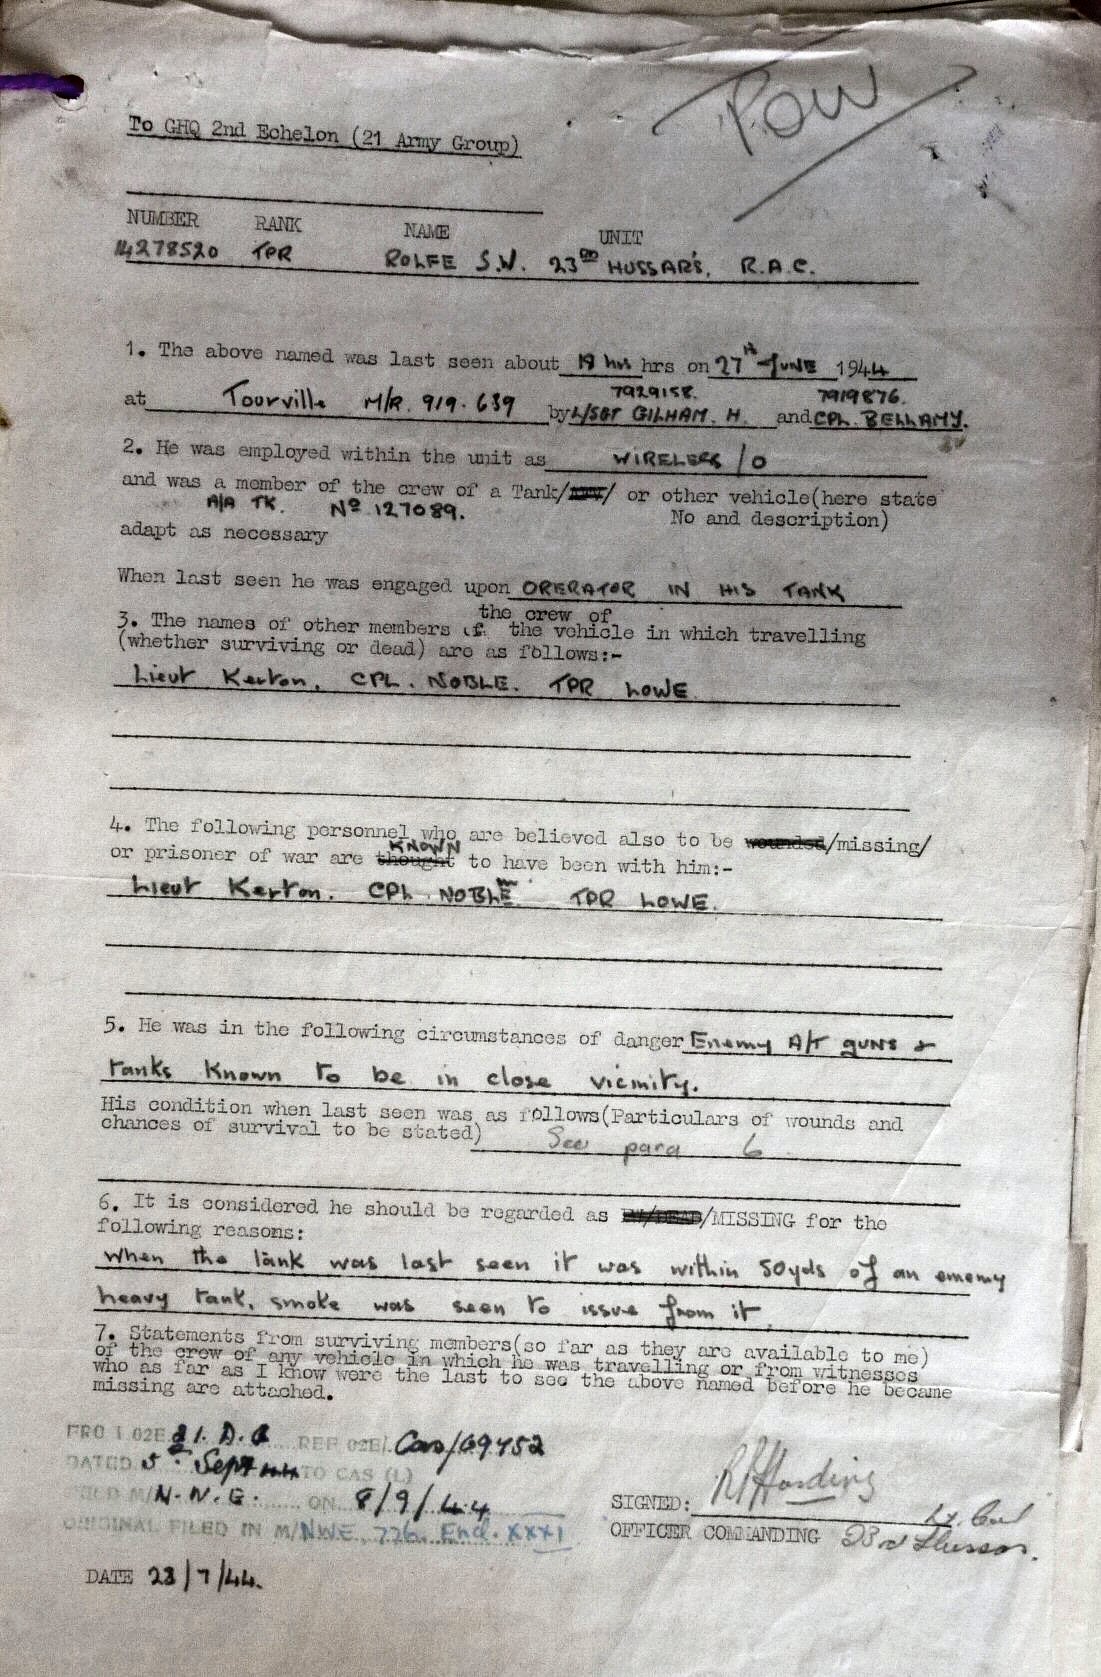 P.O.W
To GHQ 2nd Echelon (21 Army Group)
NUMBER RANK NAME UNIT
14278520 TPR ROLFE S.W. 23RD HUSSARS, R.A.C.
1. The above named was last seen about 19 hrs hrs on 27th JUNE 1944
7929158. 7919876.
at Tourville M/R. 919.639 by L/SGT GILHAM. H. and CPL. BELLAMY.
2. He was employed within the unit as WIRELESS / O
and was a member of the crew of a Tank/ / or other vehicle(here state
A/A TK. No 127089. No and description)
adapt as necessary
When last seen he was engaged upon ORERATOR IN HIS TANK
the crew of
3. The names of other members of the vehicle in which travelling
(whether surviving or dead) are as follows:-
Lieut Kerton. CPL. NOBLE. TPR LOWE
4. The following personnel who are believed also to be wounded/missing/
KNOWN
or prisoner of war are thought to have been with him:-
Lieut Kerton. CPL. NOBLE TPR LOWE.
5. He was in the following circumstances of danger Enemy A/T guns &
tanks known to be in close vicinity.
His condition when last seen was as follows(Particulars of wounds and
chances of survival to be stated) See para 6
6. It is considered he should be regarded as /MISSING for the
following reasons:
When the tank was last seen it was within 50yds of an enemy
heavy tank, smoke was seen to issue from it.
7. Statements from surviving members(so far as they are available to me)
of the crew of any vehicle in which he was travelling or from witnesses
who as far as I know were the last to see the above named before he became
missing are attached.
FRO I 02E REF 02E/ Cas/69752
DATED 5th Sept 44 TO CAS (L)
M/ N.W.E. ON 8/9/44
ORIGINAL FILED IN M/NWE. 726. Encl. XXXI
SIGNED: Harding Lt. Col
OFFICER COMMANDING 23rd Hussars.
DATE 28/7/44.